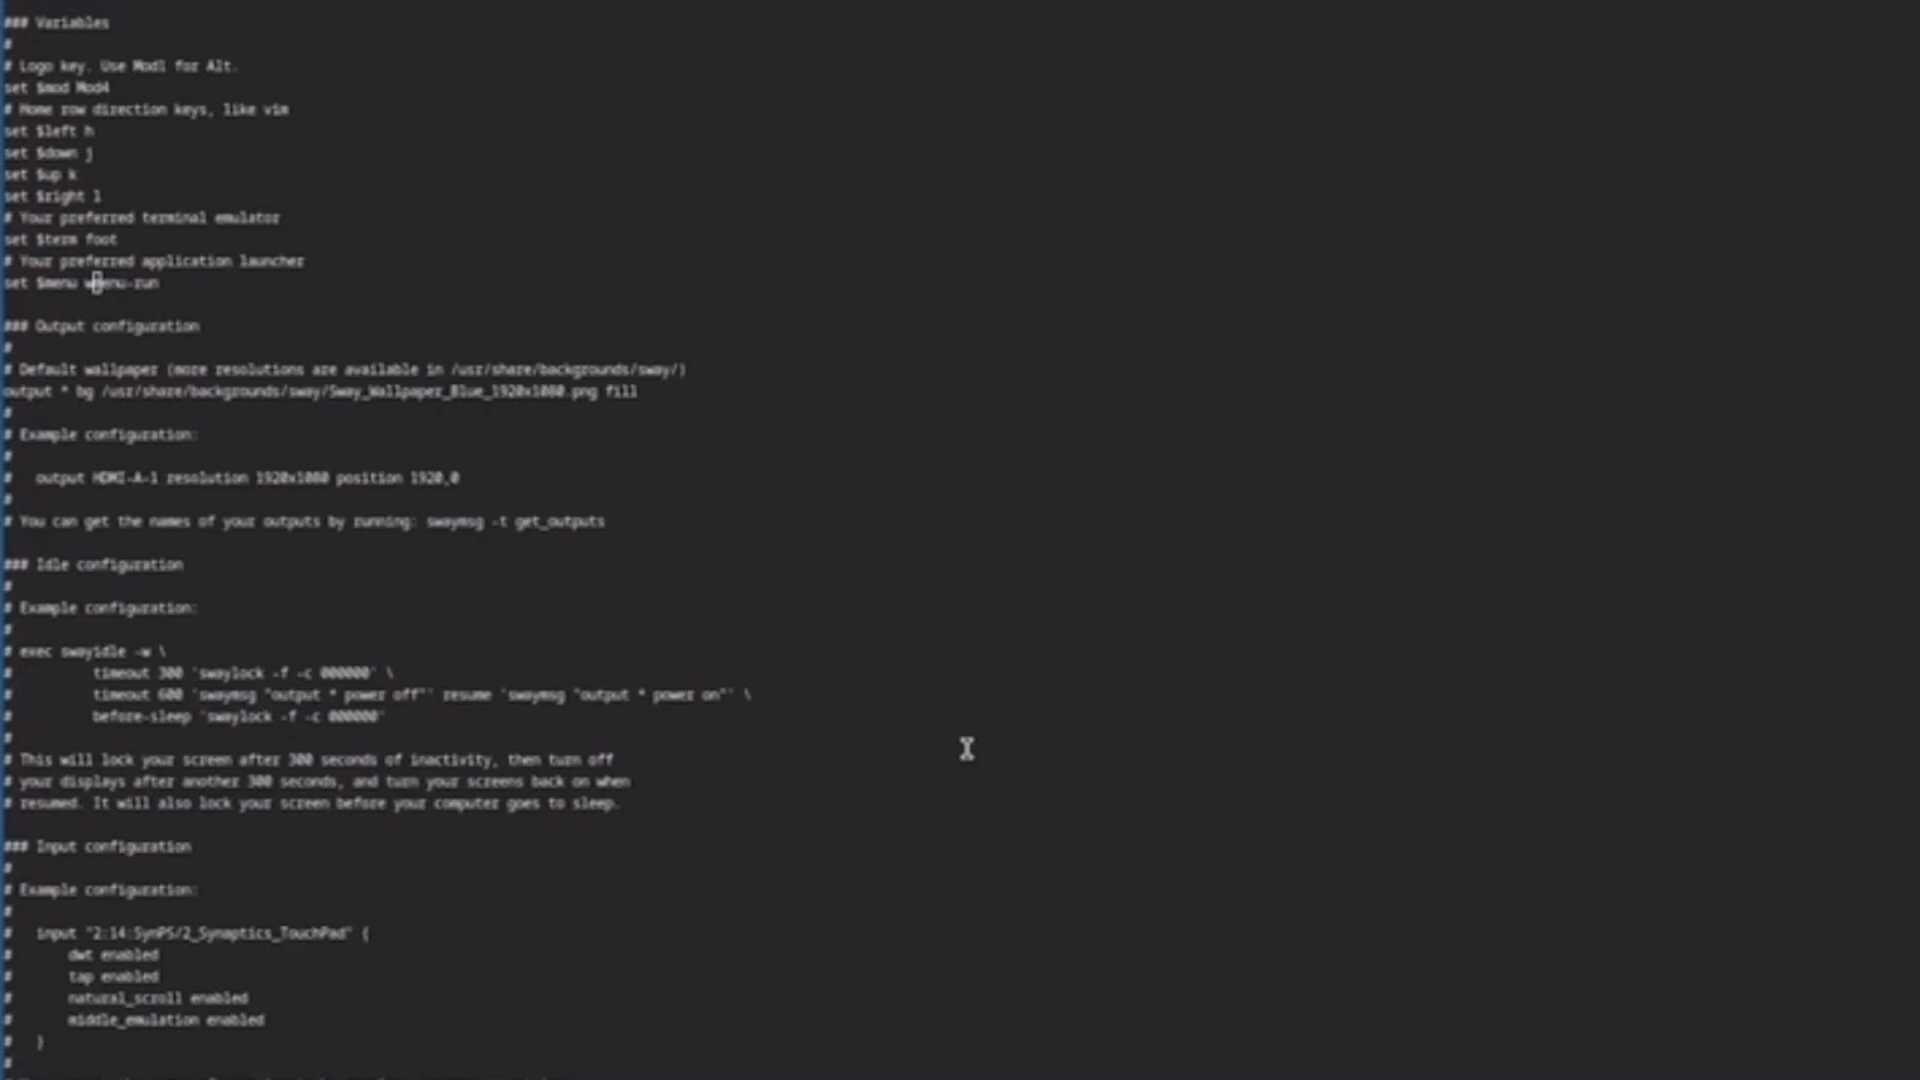 ### Variables
#
# Logo key. Use Mod1 for Alt.
set $mod Mod4
# Home row direction keys, like vim
set $left h
set $down j
set $up k
set $right l
# Your preferred terminal emulator
set $term foot
# Your preferred application launcher
set $menu
### Output configuration
#
# Default wallpaper (more resolutions are available in /usr/share/backgrounds/sway/)
output * bg /usr/share/backgrounds/sway/Sway_Wallpaper_Blue_1920x1080.png fill
#
# Example configuration:
#
#   output HDMI-A-1 resolution 1920x1080 position 1920,0
#
# You can get the names of your outputs by running: swaymsg -t get_outputs
### Idle configuration
#
# Example configuration:
#
# exec swayidle -w \
#          timeout 300 'swaylock -f -c 000000' \
#          timeout 600 'swaymsg "output * power off"' resume 'swaymsg "output * power on"' \
#          before-sleep 'swaylock -f -c 000000'
#
# This will lock your screen after 300 seconds of inactivity, then turn off
# your displays after another 300 seconds, and turn your screens back on when
# resumed. It will also lock your screen before your computer goes to sleep.
### Input configuration
#
# Example configuration:
#
#   input "2:14:SynPS/2_Synaptics_TouchPad" {
#       dwt enabled
#       tap enabled
#       natural_scroll enabled
#       middle_emulation enabled
#   }
#